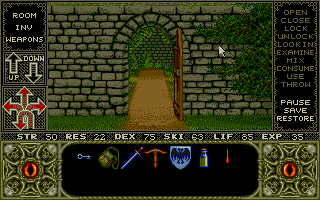 ROOM
INV
WEAPONS
UP
DOWN
OPEN
CLOSE
LOCK
UNLOCK
LOOK IN
EXAMINE
MIX
CONSUME
USE
THROW
PAUSE
SAVE
RESTORE
STR 50 RES 22 DEX 75 SKI 63 LIF 85 EXP 35